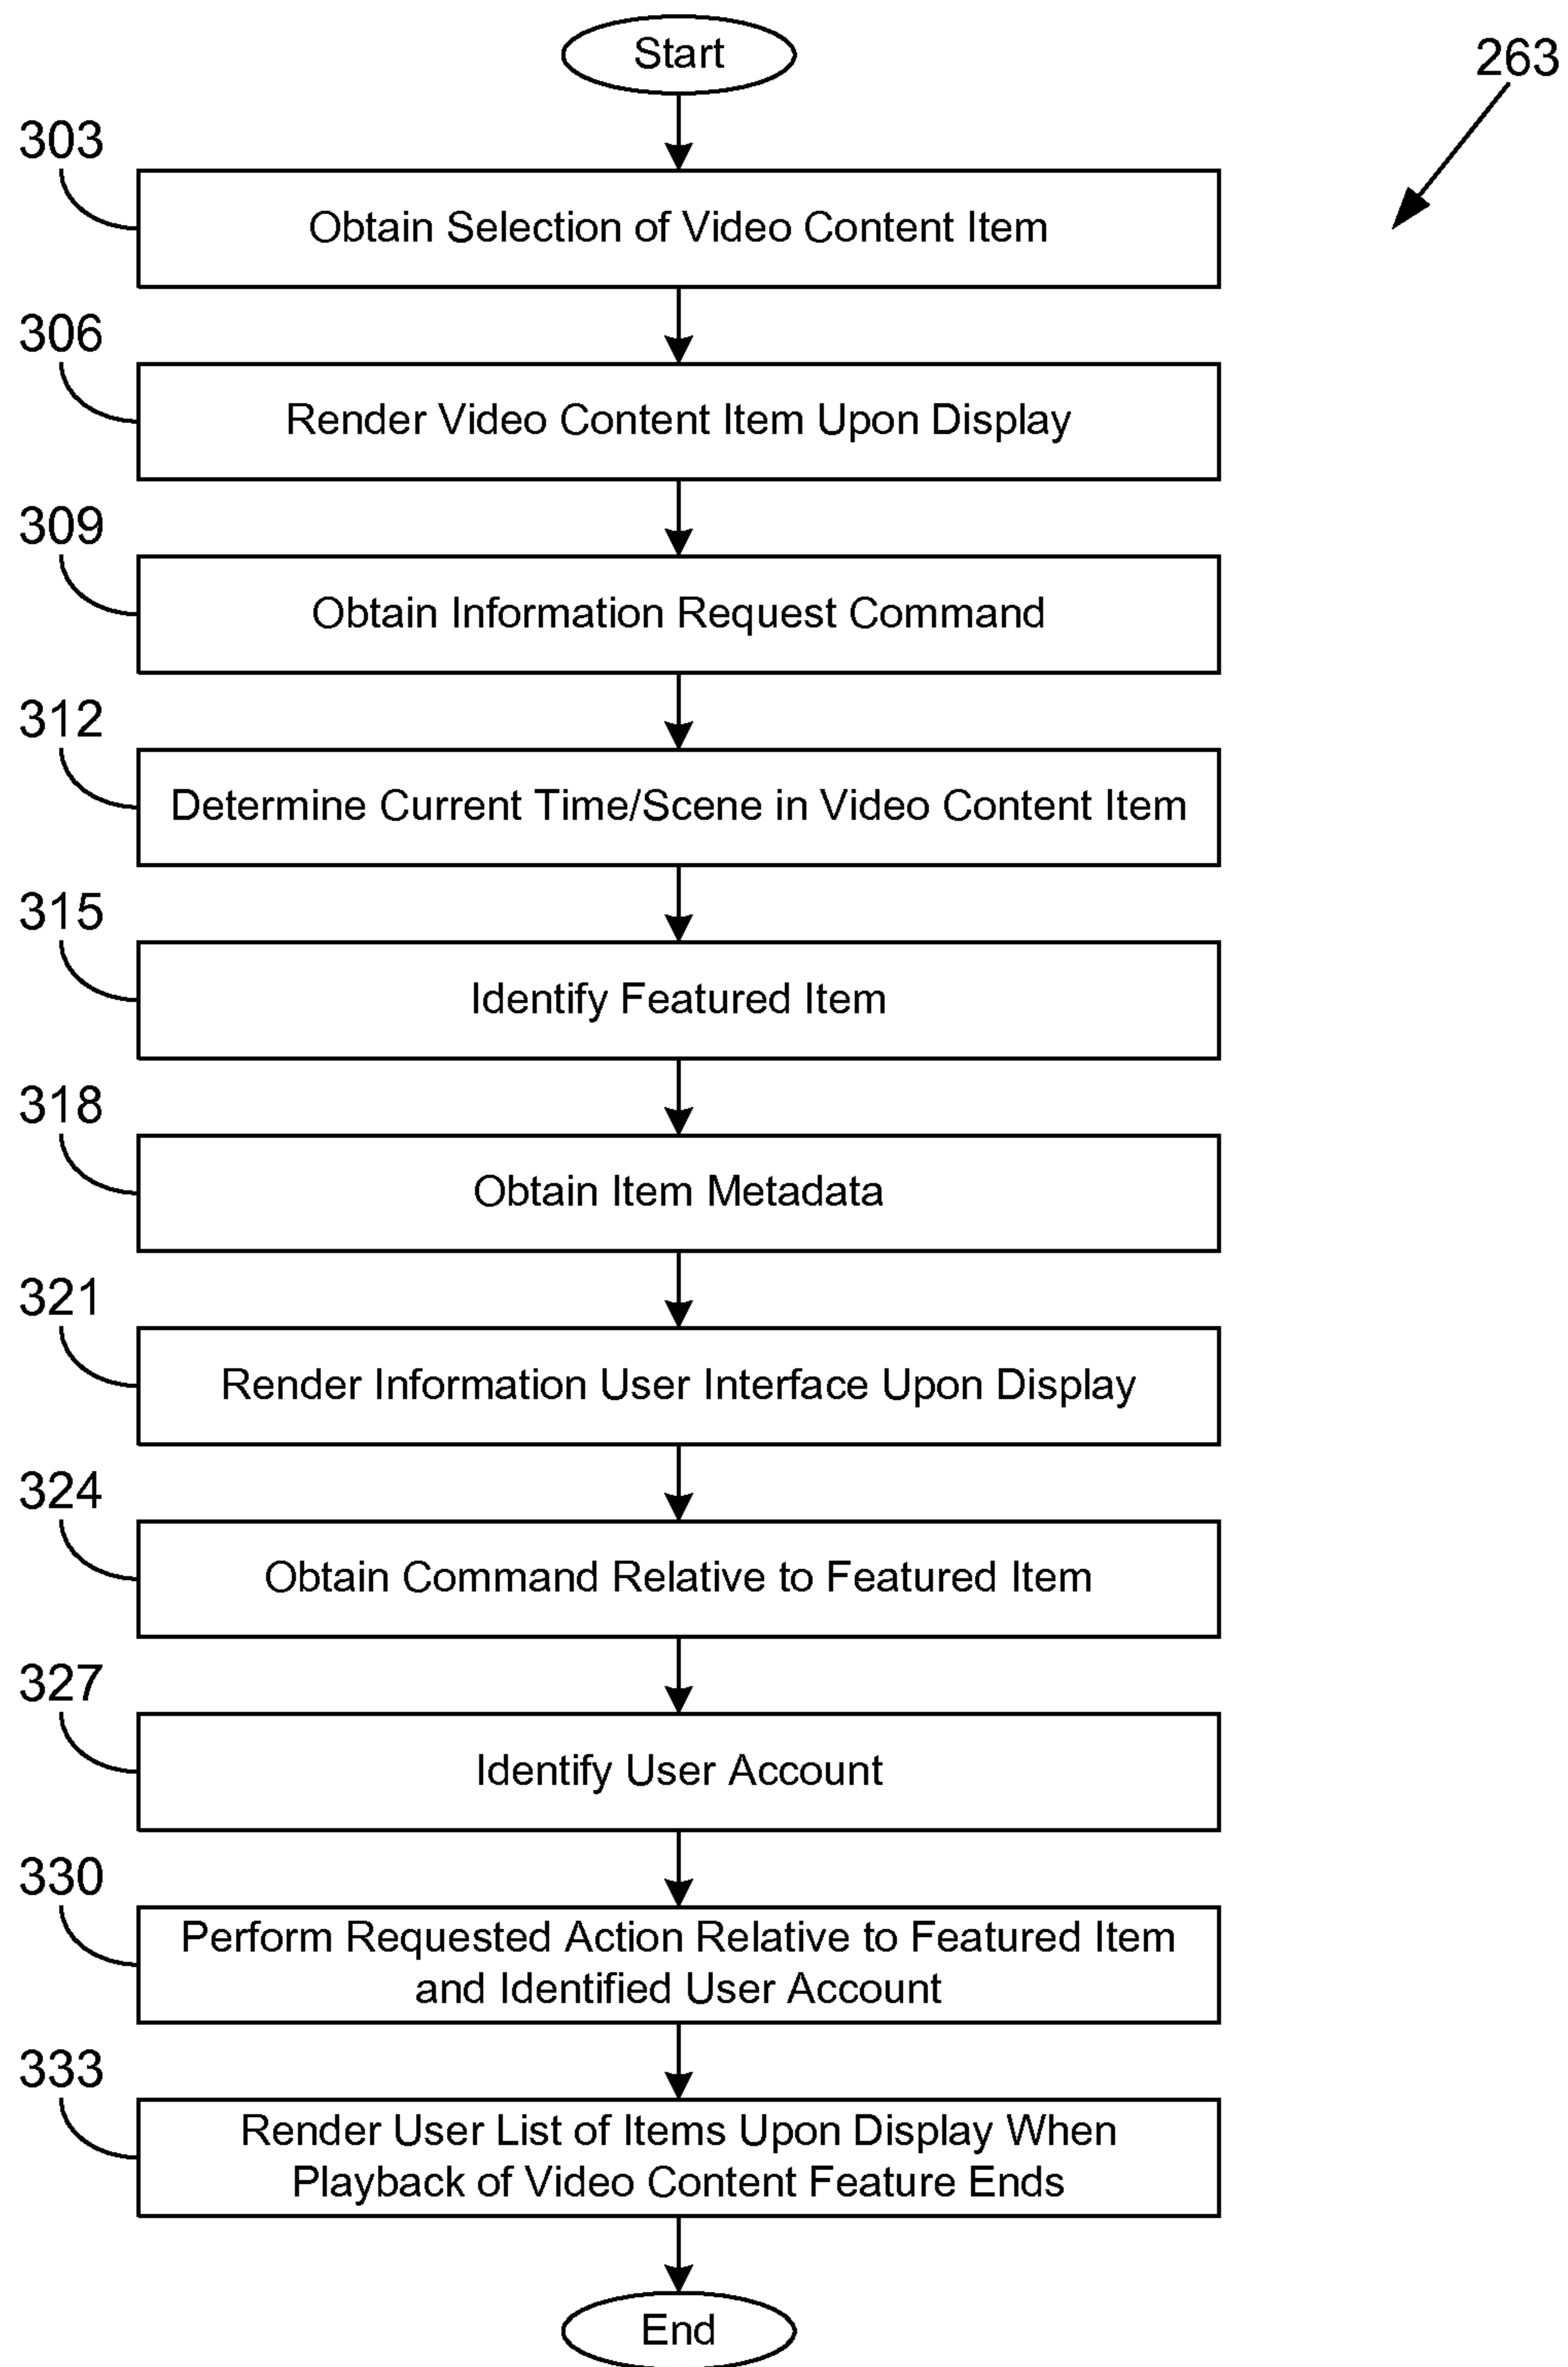 Start
263
303
Obtain Selection of Video Content Item
306
Render Video Content Item Upon Display
309
Obtain Information Request Command
312
Determine Current Time/Scene in Video Content Item
315
Identify Featured Item
318
Obtain Item Metadata
321
Render Information User Interface Upon Display
324
Obtain Command Relative to Featured Item
327
Identify User Account
330
Perform Requested Action Relative to Featured Item
and Identified User Account
333
Render User List of Items Upon Display When
Playback of Video Content Feature Ends
End